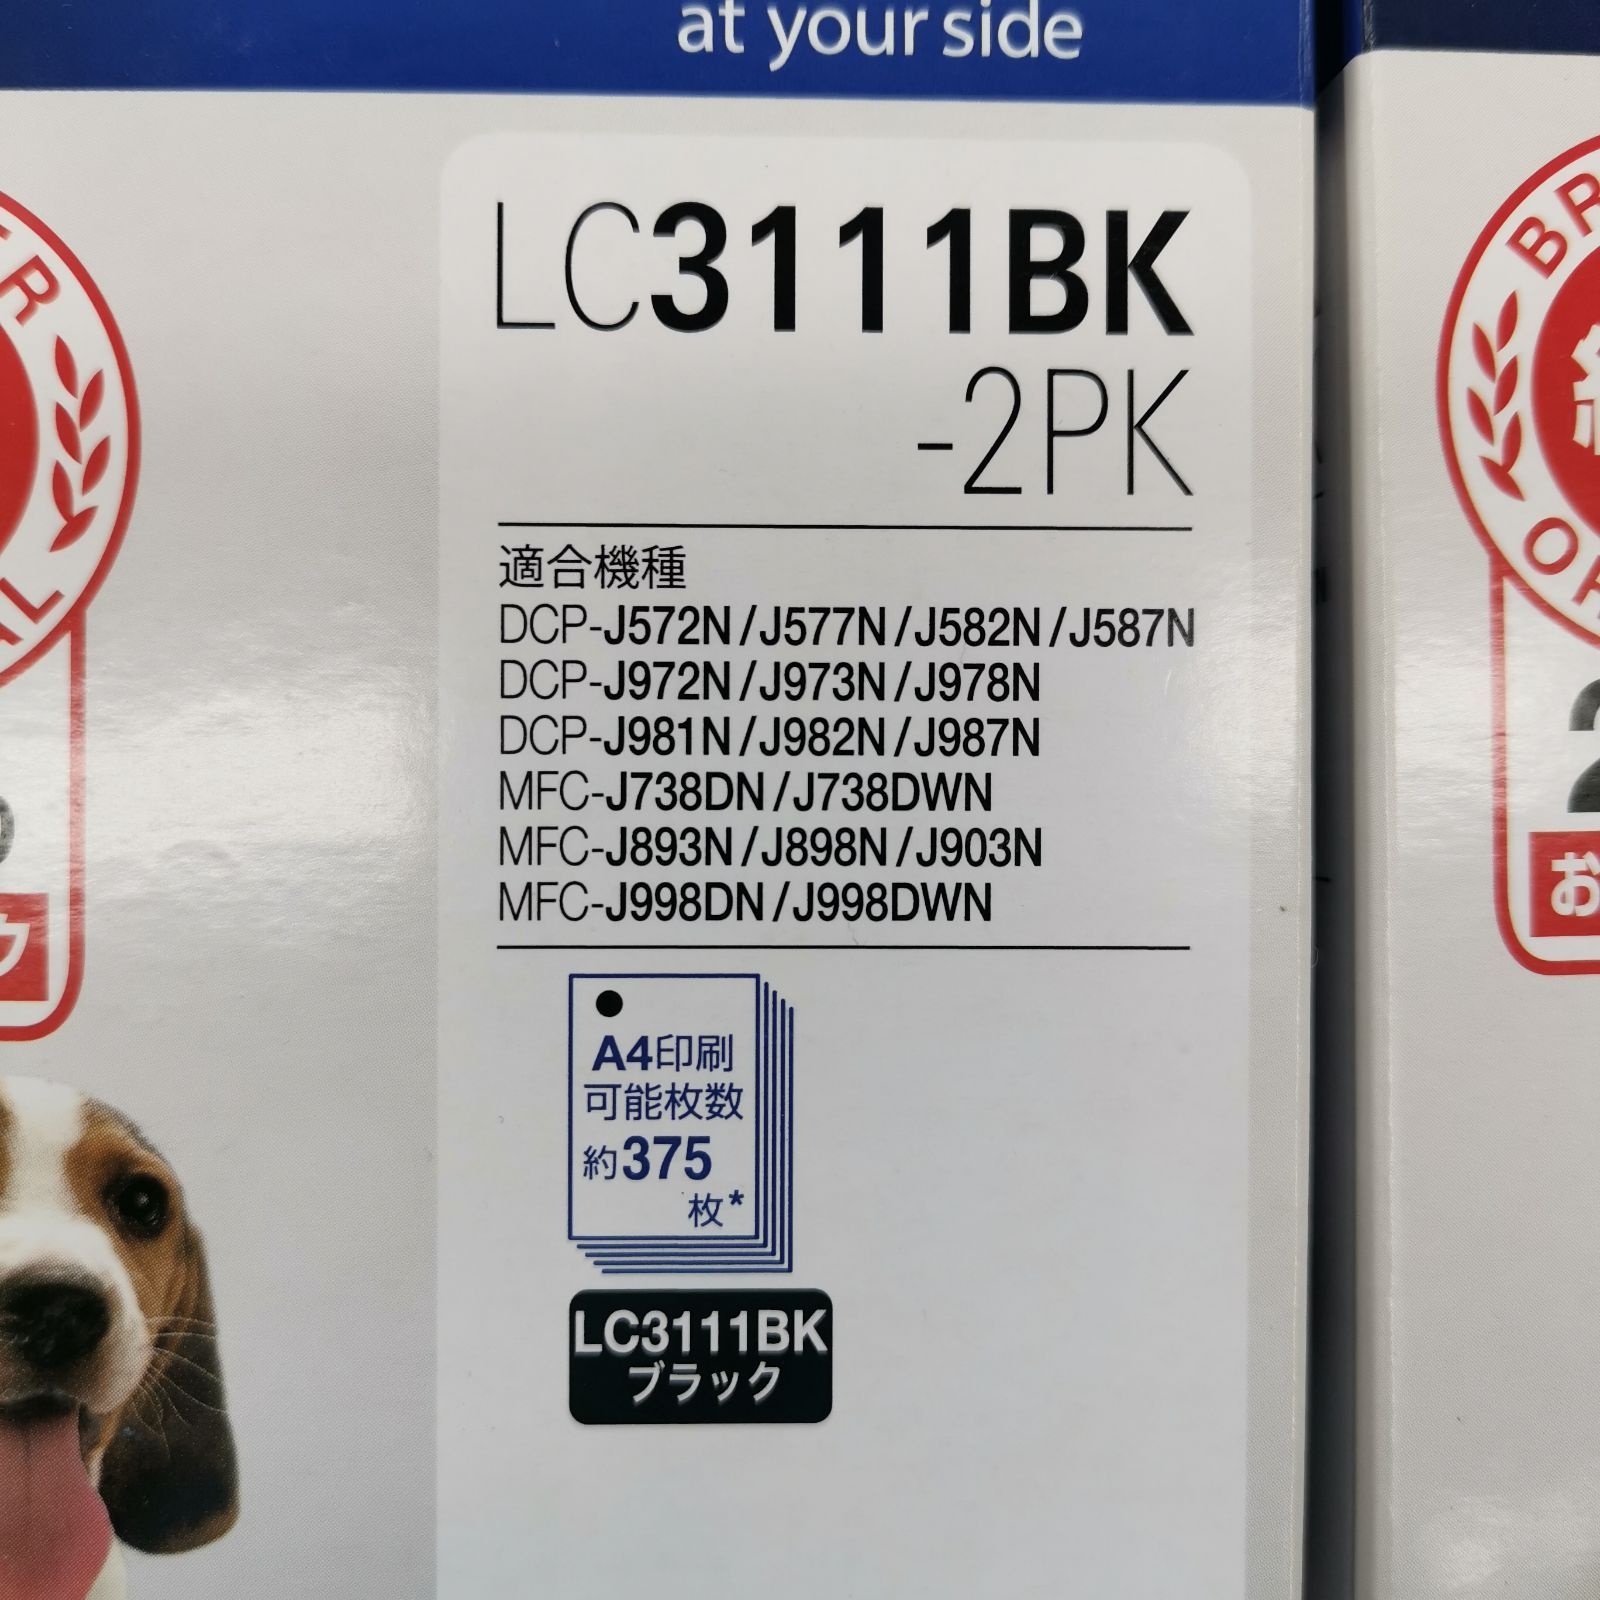 at your side
LC3111BK
-2PK
適合機種
DCP-J572N/J577N/J582N/J587N
DCP-J972N/J973N/J978N
DCP-J981N/J982N/J987N
MFC-J738DN/J738DWN
MFC-J893N/J898N/J903N
MFC-J998DN/J998DWN
A4印刷
可能枚数
約375
枚*
LC3111BK
ブラック